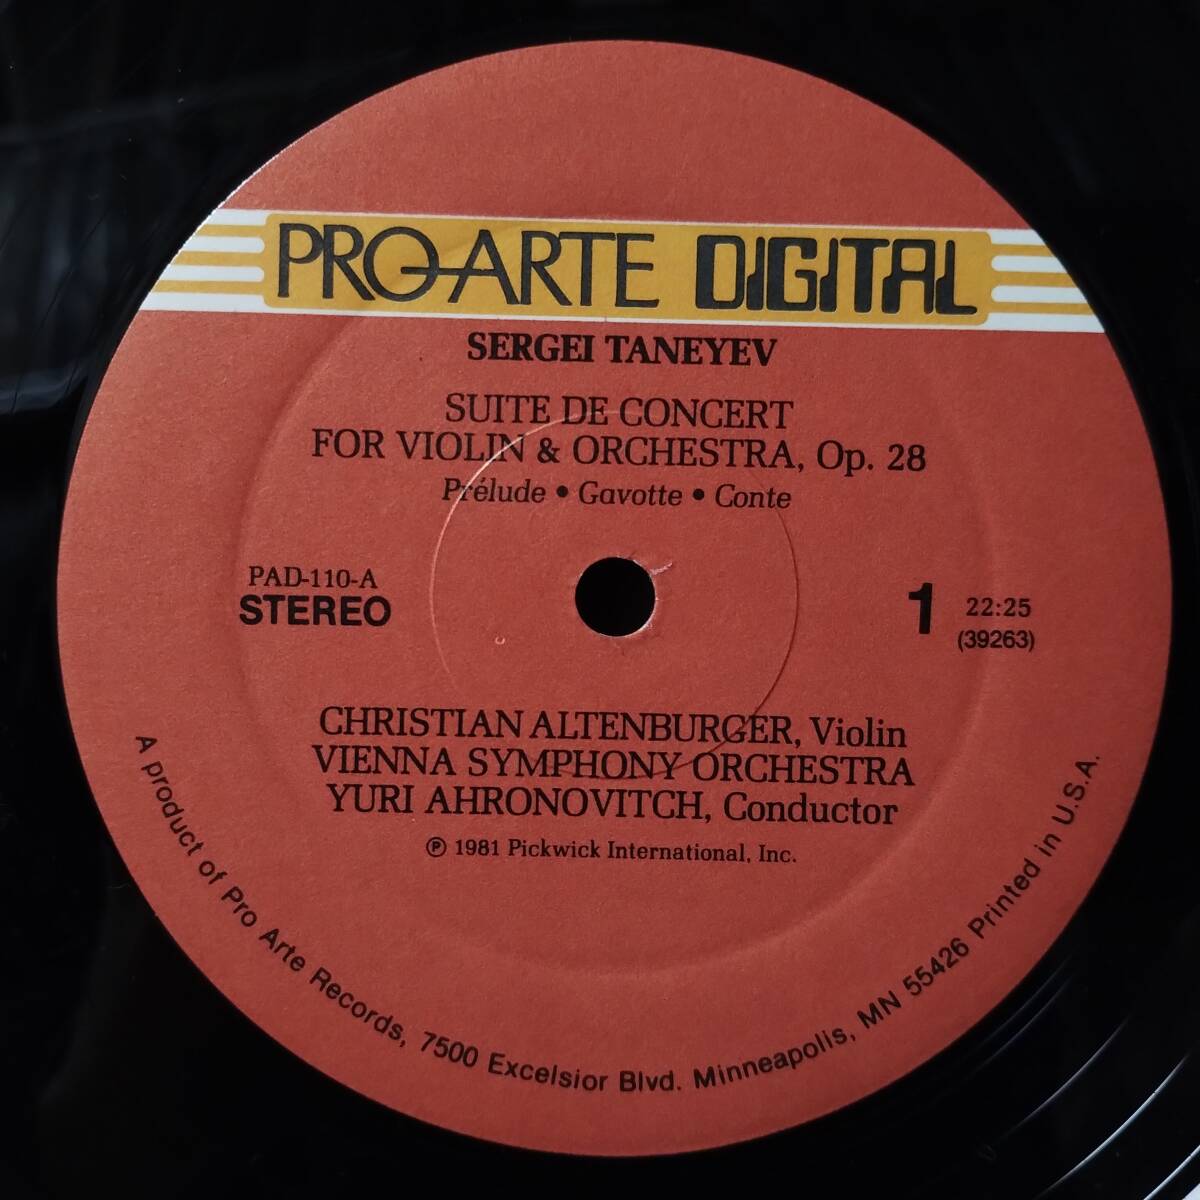 PRO-ARTE DIGITAL
SERGEI TANEYEV
SUITE DE CONCERT
FOR VIOLIN & ORCHESTRA, Op. 28
Prélude • Gavotte • Conte
PAD-110-A
STEREO
1 22:25
(39263)
CHRISTIAN ALTENBURGER, Violin
VIENNA SYMPHONY ORCHESTRA
YURI AHRONOVITCH, Conductor
℗ 1981 Pickwick International, Inc.
A product of Pro Arte Records, 7500 Excelsior Blvd. Minneapolis, MN 55426 Printed in U.S.A.